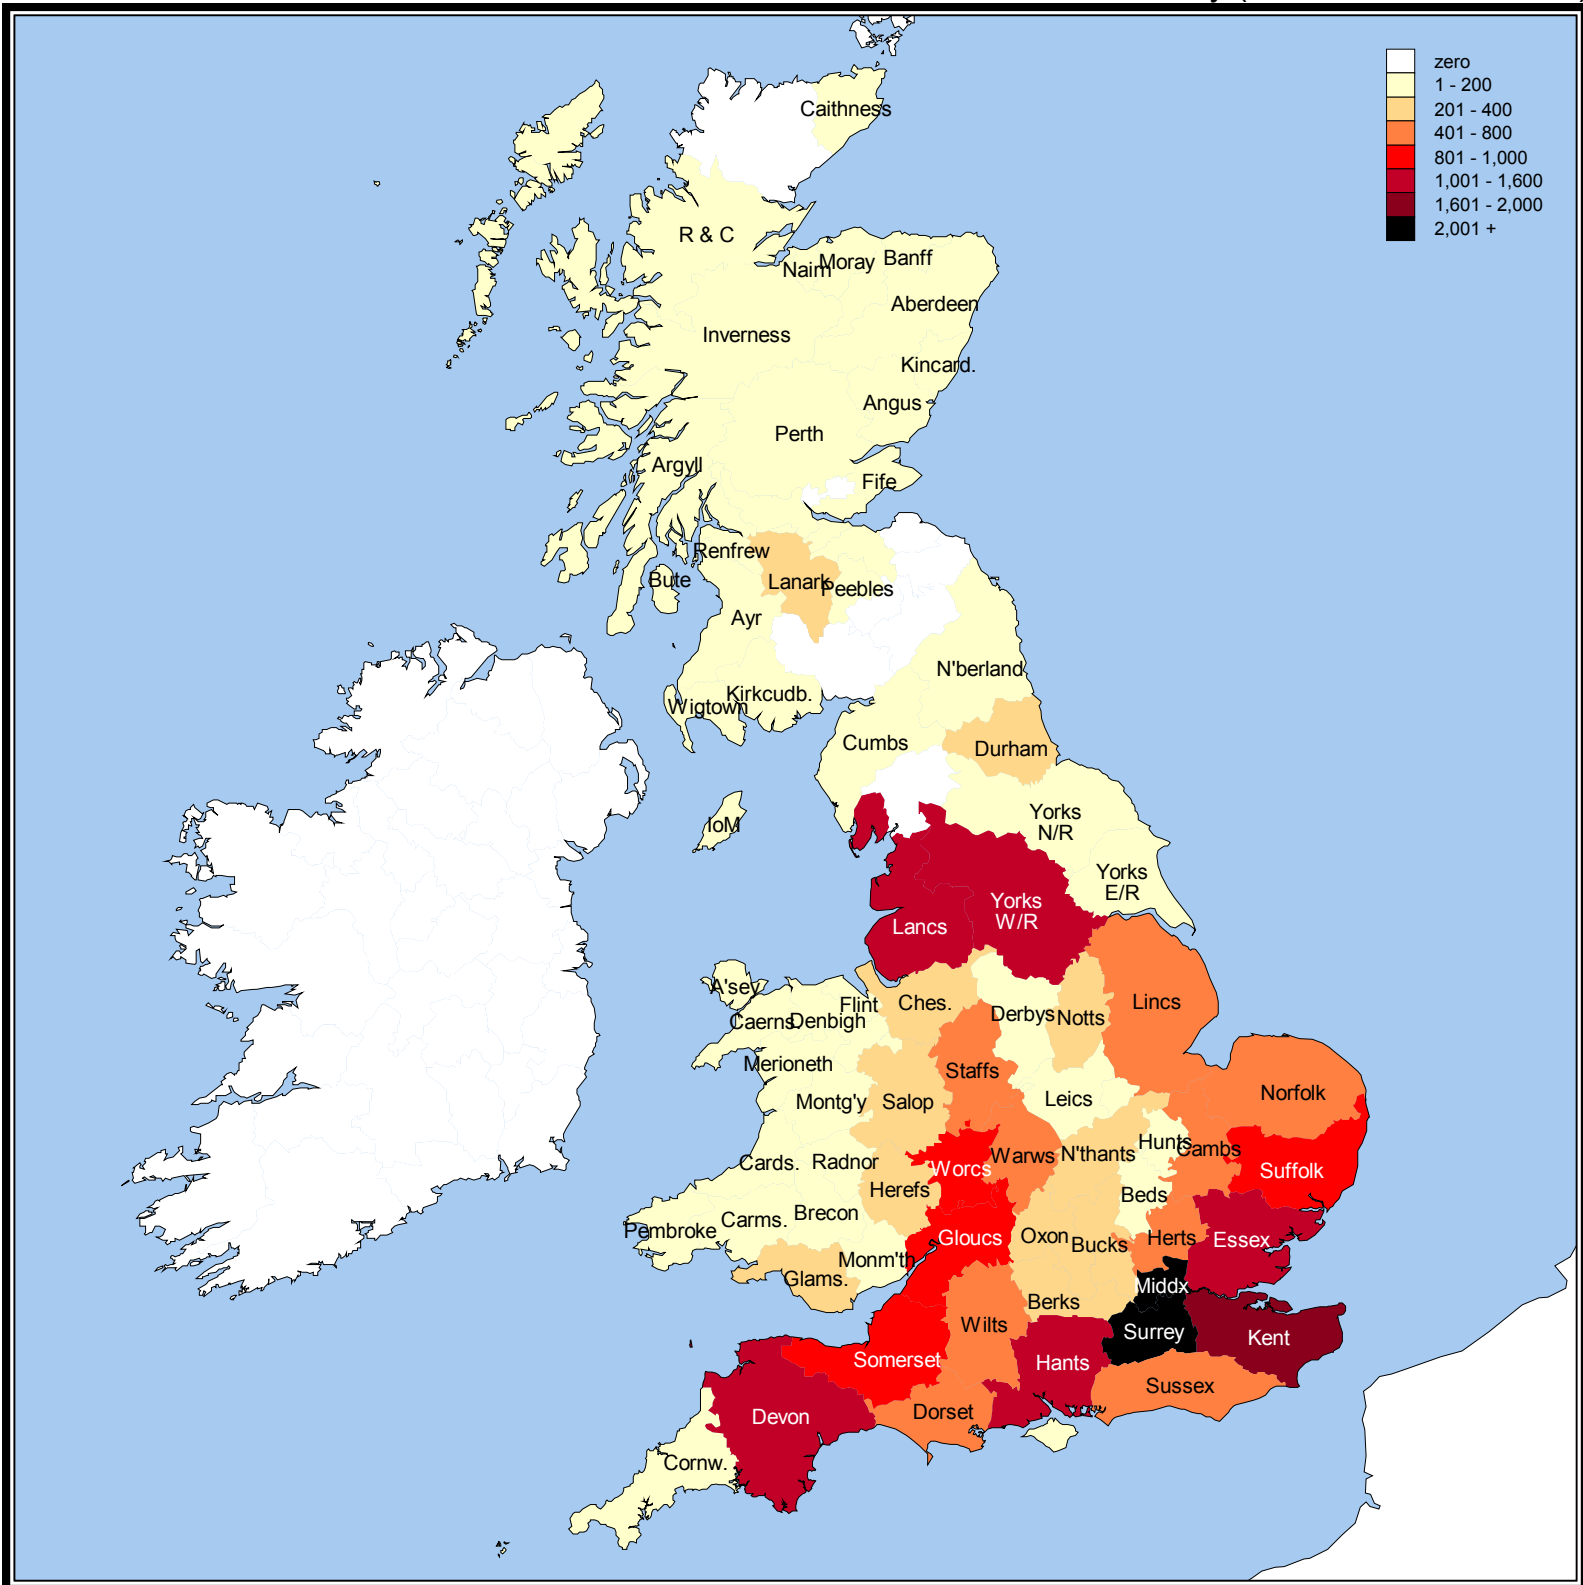 zero
1 - 200
201 - 400
401 - 800
801 - 1,000
1,001 - 1,600
1,601 - 2,000
2,001 +
Caithness
R & C
Nairn
Moray
Banff
Aberdeen
Inverness
Kincard.
Angus
Perth
Argyll
Fife
Renfrew
Lanark
Peebles
Bute
Ayr
N'berland
Kirkcudb.
Wigtown
Cumbs
Durham
IoM
Yorks
N/R
Yorks
E/R
Yorks
W/R
Lancs
A'sey
Flint
Ches.
Derbys
Notts
Lincs
Caerns.
Denbigh
Merioneth
Staffs
Norfolk
Montg'y
Salop
Leics
Hunts
Cambs
Cards.
Radnor
Worcs
Warws
N'thants
Suffolk
Herefs
Beds
Pembroke
Carms.
Brecon
Gloucs
Oxon
Bucks
Herts
Essex
Monm'th
Glams.
Middx
Berks
Wilts
Surrey
Kent
Somerset
Hants
Sussex
Devon
Dorset
Cornw.